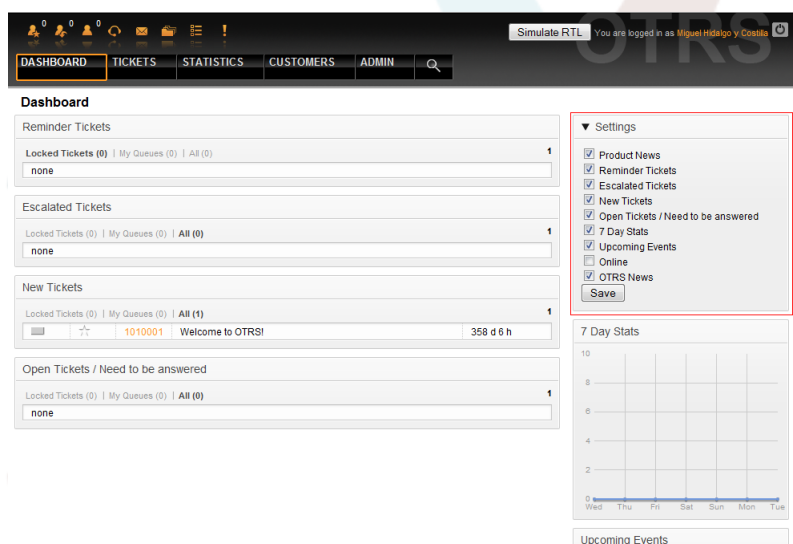 0 0 0
OTRS
Simulate RTL You are logged in as Miguel Hidalgo y Costilla
DASHBOARD TICKETS STATISTICS CUSTOMERS ADMIN
Dashboard
Reminder Tickets
Locked Tickets (0) | My Queues (0) | All (0) 1
none
Escalated Tickets
Locked Tickets (0) | My Queues (0) | All (0) 1
none
New Tickets
Locked Tickets (0) | My Queues (0) | All (1) 1
1010001 Welcome to OTRS! 358 d 6 h
Open Tickets / Need to be answered
Locked Tickets (0) | My Queues (0) | All (0) 1
none
▼ Settings
Product News
Reminder Tickets
Escalated Tickets
New Tickets
Open Tickets / Need to be answered
7 Day Stats
Upcoming Events
Online
OTRS News
Save
7 Day Stats
10
8
6
4
2
0
Wed Thu Fri Sat Sun Mon Tue
Upcoming Events